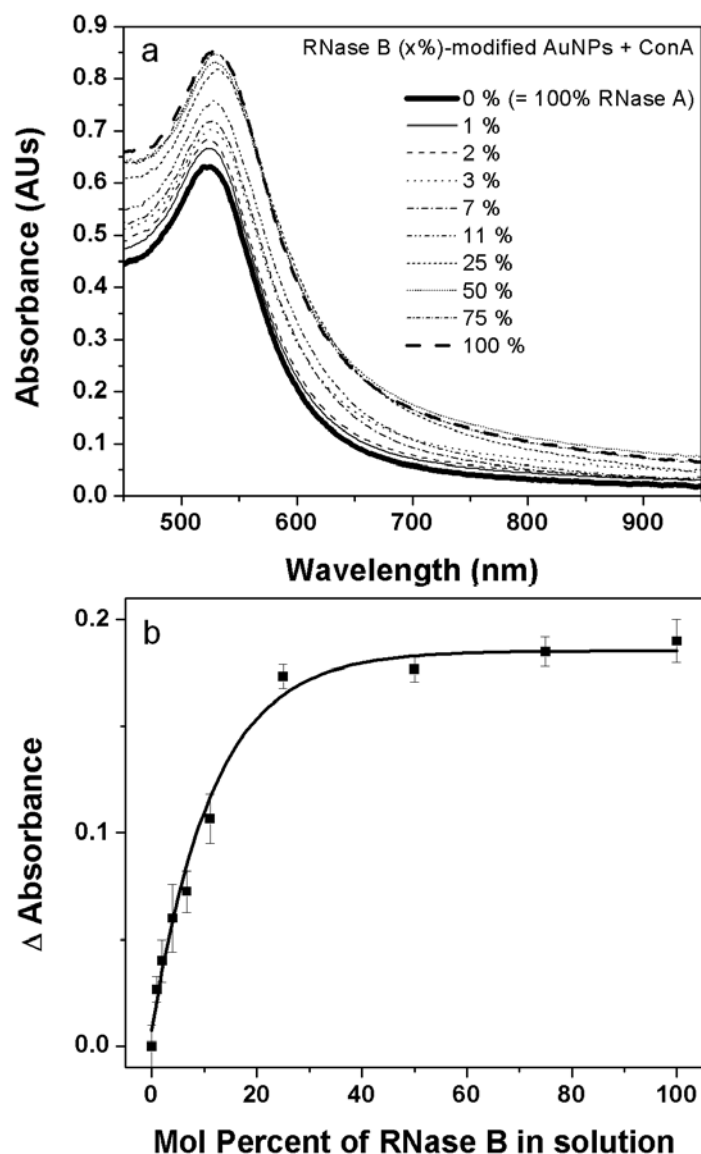 a
RNase B (x%)-modified AuNPs + ConA
0 % (= 100% RNase A)
1 %
2 %
3 %
7 %
11 %
25 %
50 %
75 %
100 %
Absorbance (AUs)
0.9
0.8
0.7
0.6
0.5
0.4
0.3
0.2
0.1
0.0
500 600 700 800 900
Wavelength (nm)
b
Δ Absorbance
0.2
0.1
0.0
0 20 40 60 80 100
Mol Percent of RNase B in solution